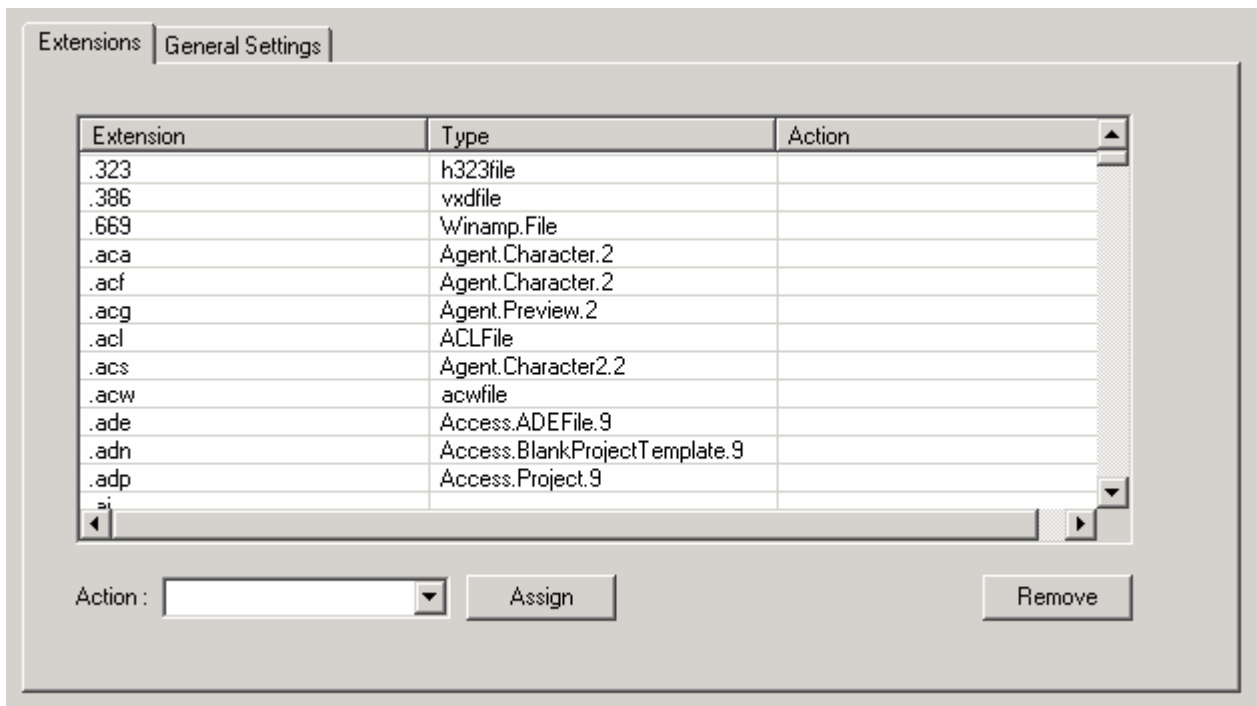 Extensions General Settings
Extension Type Action
.323 h323file
.386 vxdfile
.669 Winamp.File
.aca Agent.Character.2
.acf Agent.Character.2
.acg Agent.Preview.2
.acl ACLFile
.acs Agent.Character2.2
.acw acwfile
.ade Access.ADEFile.9
.adn Access.BlankProjectTemplate.9
.adp Access.Project.9
Action : Assign Remove